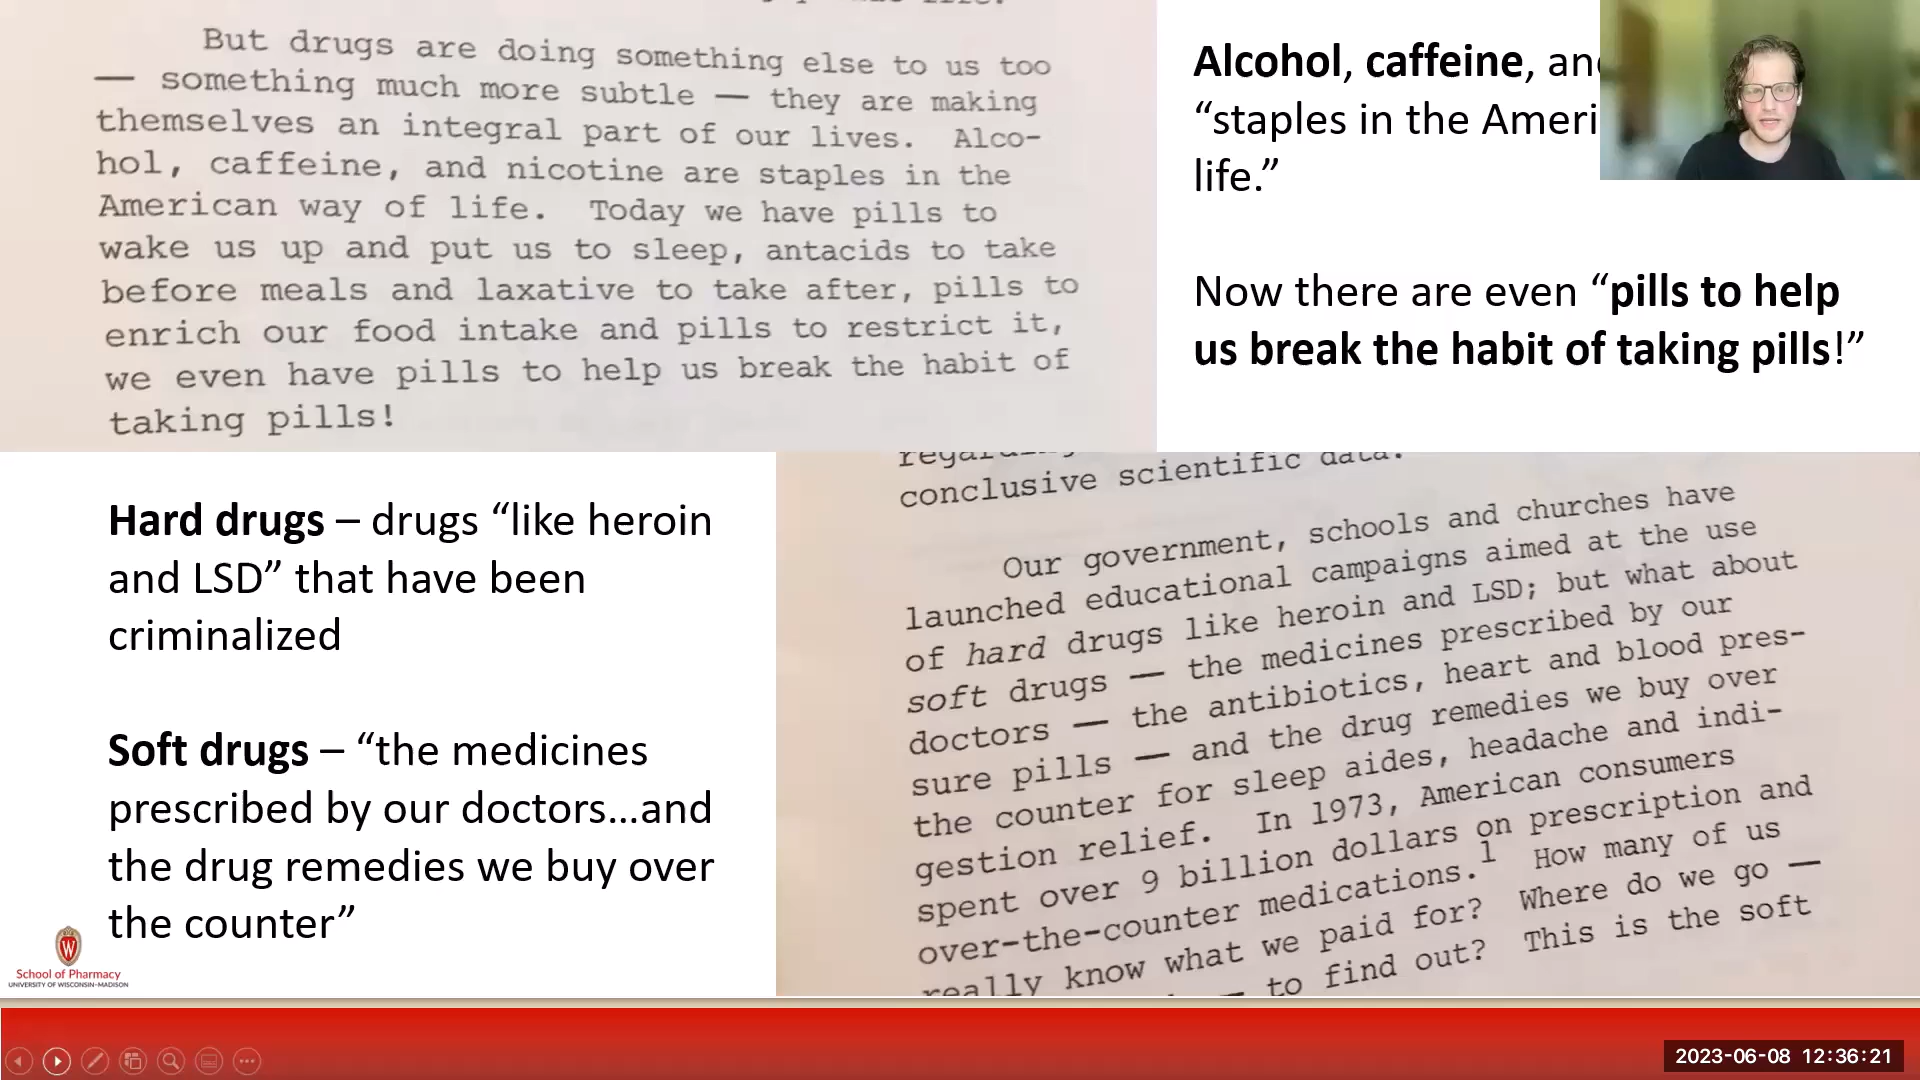 But drugs are doing something else to us too
— something much more subtle — they are making
themselves an integral part of our lives. Alco-
hol, caffeine, and nicotine are staples in the
American way of life. Today we have pills to
wake us up and put us to sleep, antacids to take
before meals and laxative to take after, pills to
enrich our food intake and pills to restrict it,
we even have pills to help us break the habit of
taking pills!
Alcohol, caffeine, an
“staples in the Ameri
life.”
Now there are even “pills to help
us break the habit of taking pills!”
Hard drugs – drugs “like heroin
and LSD” that have been
criminalized
Soft drugs – “the medicines
prescribed by our doctors…and
the drug remedies we buy over
the counter”
conclusive scientific data.
Our government, schools and churches have
launched educational campaigns aimed at the use
of hard drugs like heroin and LSD; but what about
soft drugs — the medicines prescribed by our
doctors — the antibiotics, heart and blood pres-
sure pills — and the drug remedies we buy over
the counter for sleep aides, headache and indi-
gestion relief. In 1973, American consumers
spent over 9 billion dollars on prescription and
over-the-counter medications.1 How many of us
really know what we paid for? Where do we go —
— to find out? This is the soft
W
School of Pharmacy
UNIVERSITY OF WISCONSIN-MADISON
2023-06-08 12:36:21